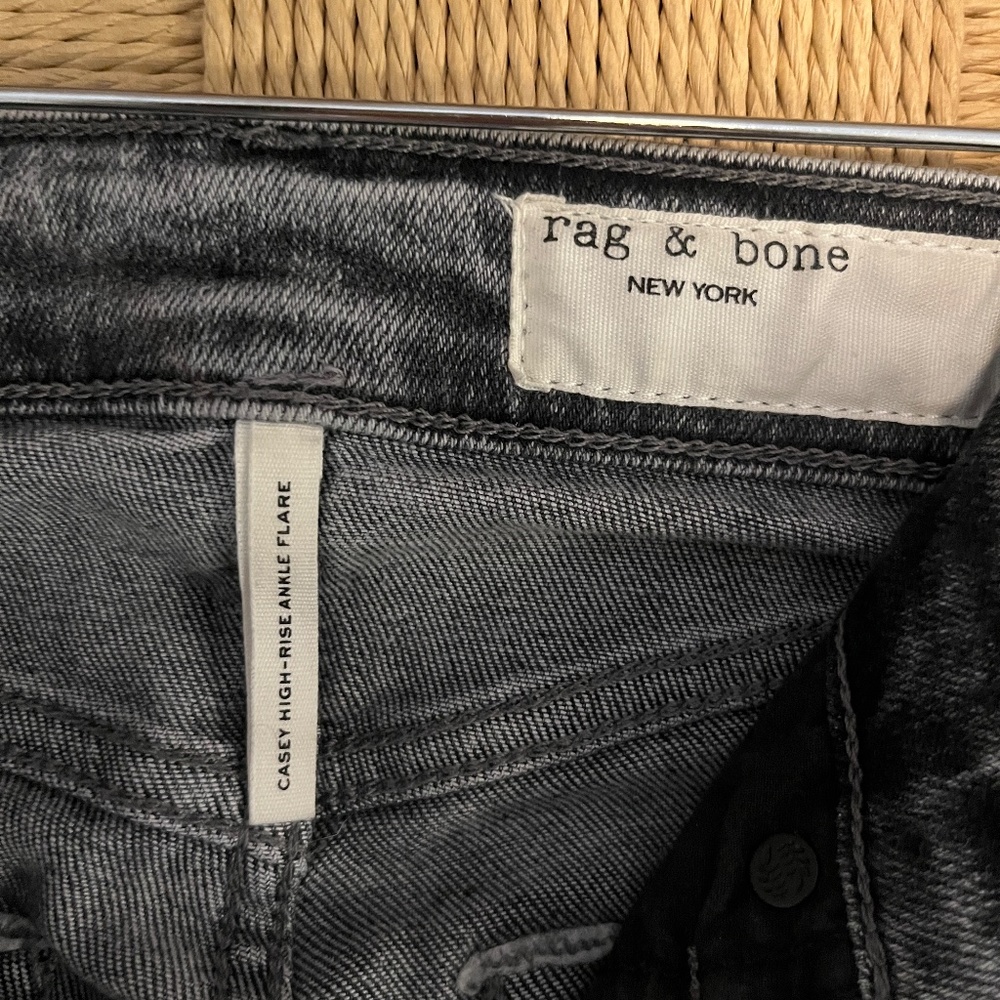 rag & bone
NEW YORK
CASEY HIGH-RISE ANKLE FLARE